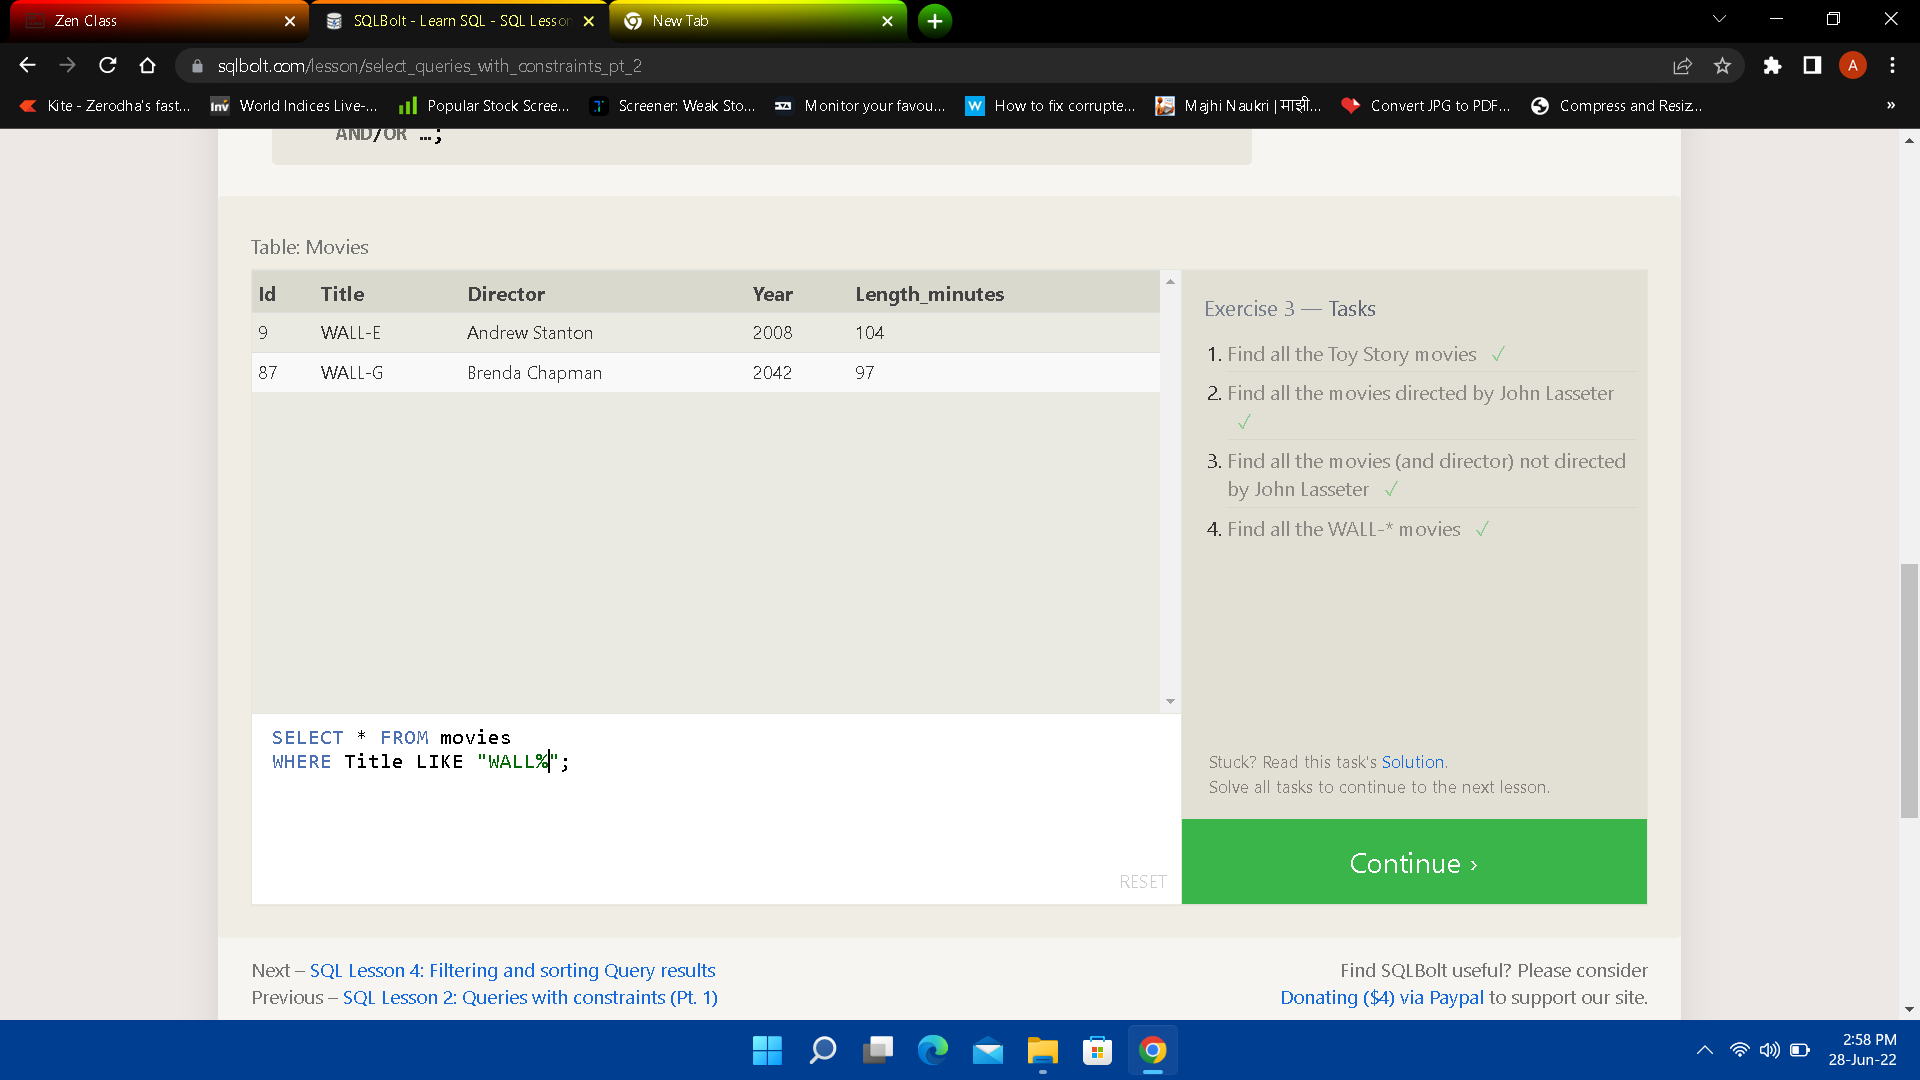 Zen Class
SQLBolt - Learn SQL - SQL Lesson
New Tab
sqlbolt.com/lesson/select_queries_with_constraints_pt_2
A
Kite - Zerodha's fast...
Inv World Indices Live-...
Popular Stock Scree...
Screener: Weak Sto...
Monitor your favou...
W How to fix corrupte...
Majhi Naukri | माझी...
Convert JPG to PDF...
Compress and Resiz...
»
AND/OR …;
Table: Movies
Id Title Director Year Length_minutes
9 WALL-E Andrew Stanton 2008 104
87 WALL-G Brenda Chapman 2042 97
Exercise 3 — Tasks
1. Find all the Toy Story movies ✓
2. Find all the movies directed by John Lasseter
✓
3. Find all the movies (and director) not directed
by John Lasseter ✓
4. Find all the WALL-* movies ✓
SELECT * FROM movies
WHERE Title LIKE "WALL%";
RESET
Stuck? Read this task's Solution.
Solve all tasks to continue to the next lesson.
Continue ›
Next – SQL Lesson 4: Filtering and sorting Query results
Previous – SQL Lesson 2: Queries with constraints (Pt. 1)
Find SQLBolt useful? Please consider
Donating ($4) via Paypal to support our site.
2:58 PM
28-Jun-22